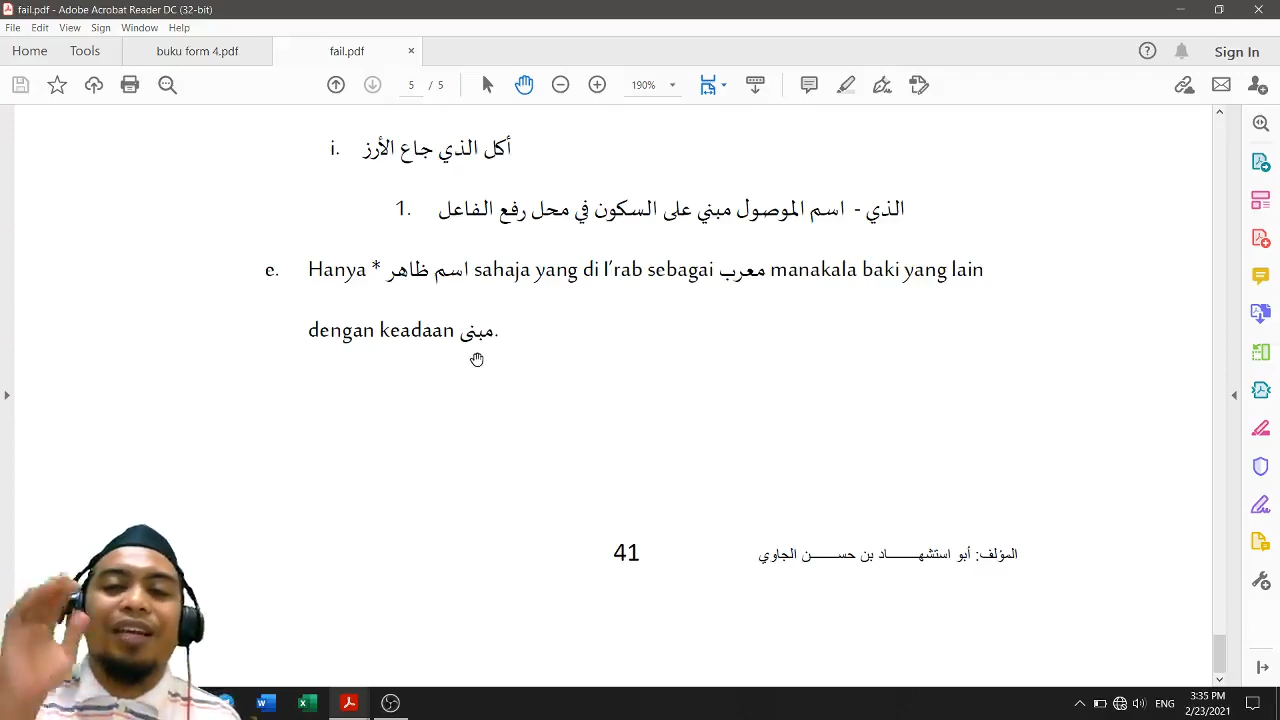 fail.pdf - Adobe Acrobat Reader DC (32-bit)
File Edit View Sign Window Help
Home Tools buku form 4.pdf fail.pdf × Sign In
5 / 5 190%
i. أكل الذي جاع الأرز
1. الذي - اسم الموصول مبني على السكون في محل رفع الفاعل
e. Hanya * اسم ظاهر sahaja yang di I’rab sebagai معرب manakala baki yang lain
dengan keadaan مبنى.
41 المؤلف: أبو استشهـــــــاد بن حســــــن الجاوي
3:35 PM
ENG
2/23/2021